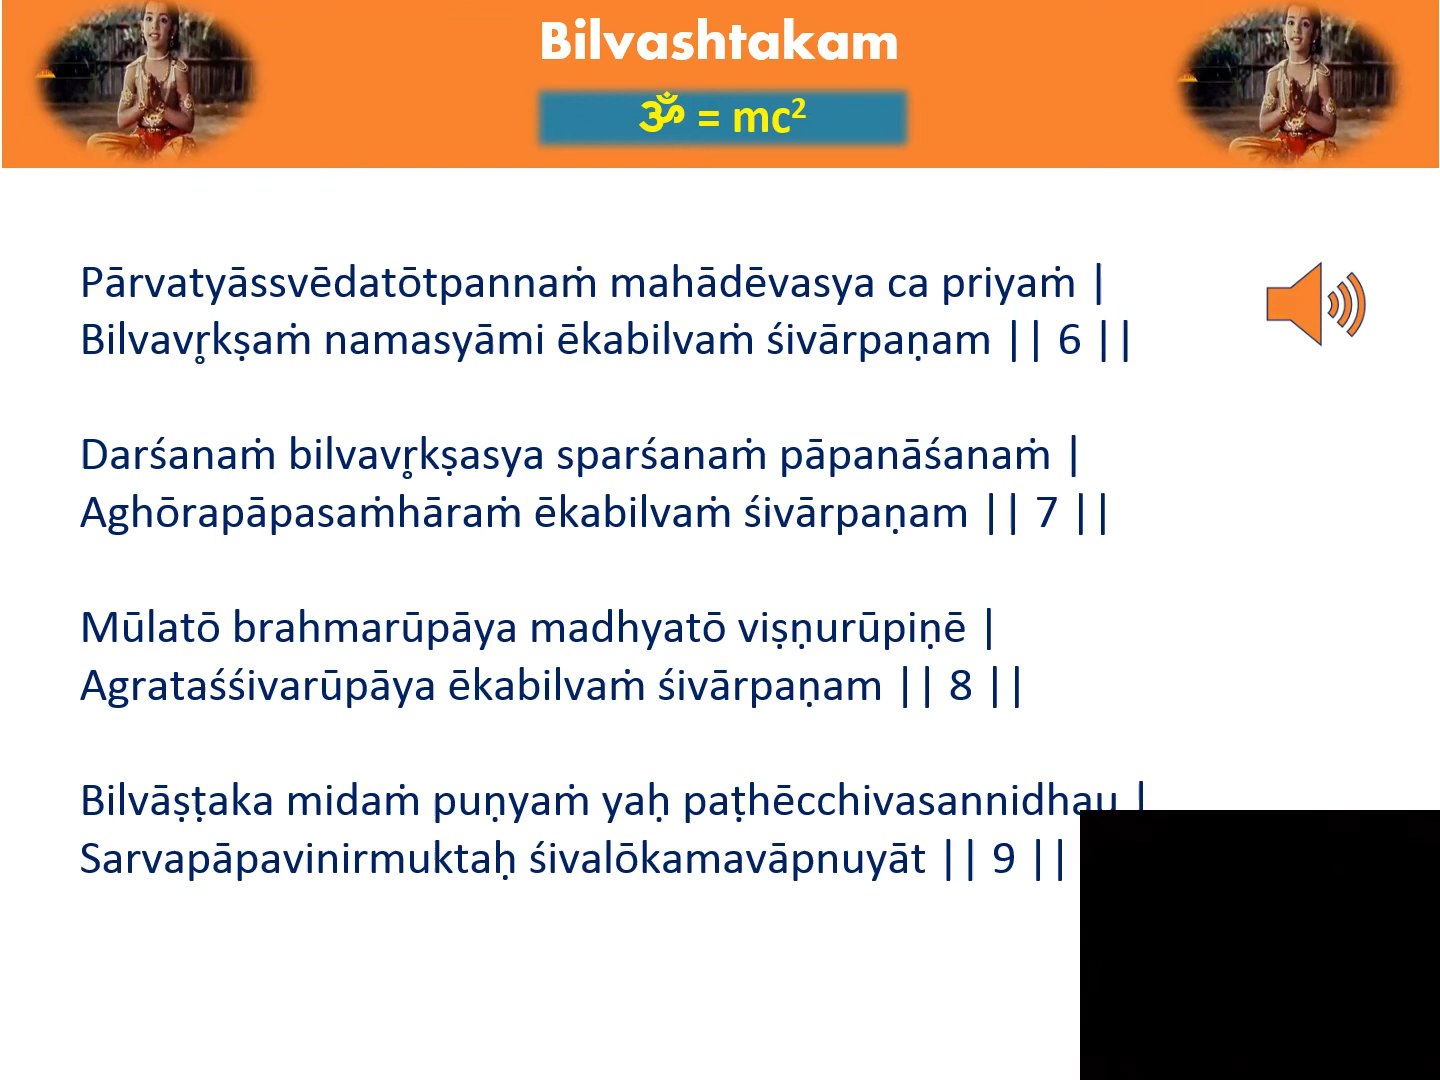 Bilvashtakam
ॐ = mc²
Pārvatyāssvēdatōtpannaṁ mahādēvasya ca priyaṁ |
Bilvavr̥kṣaṁ namasyāmi ēkabilvaṁ śivārpaṇam || 6 ||
Darśanaṁ bilvavr̥kṣasya sparśanaṁ pāpanāśanaṁ |
Aghōrapāpasaṁhāraṁ ēkabilvaṁ śivārpaṇam || 7 ||
Mūlatō brahmarūpāya madhyatō viṣṇurūpiṇē |
Agrataśśivarūpāya ēkabilvaṁ śivārpaṇam || 8 ||
Bilvāṣṭaka midaṁ puṇyaṁ yaḥ paṭhēcchivasannidhau |
Sarvapāpavinirmuktaḥ śivalōkamavāpnuyāt || 9 ||